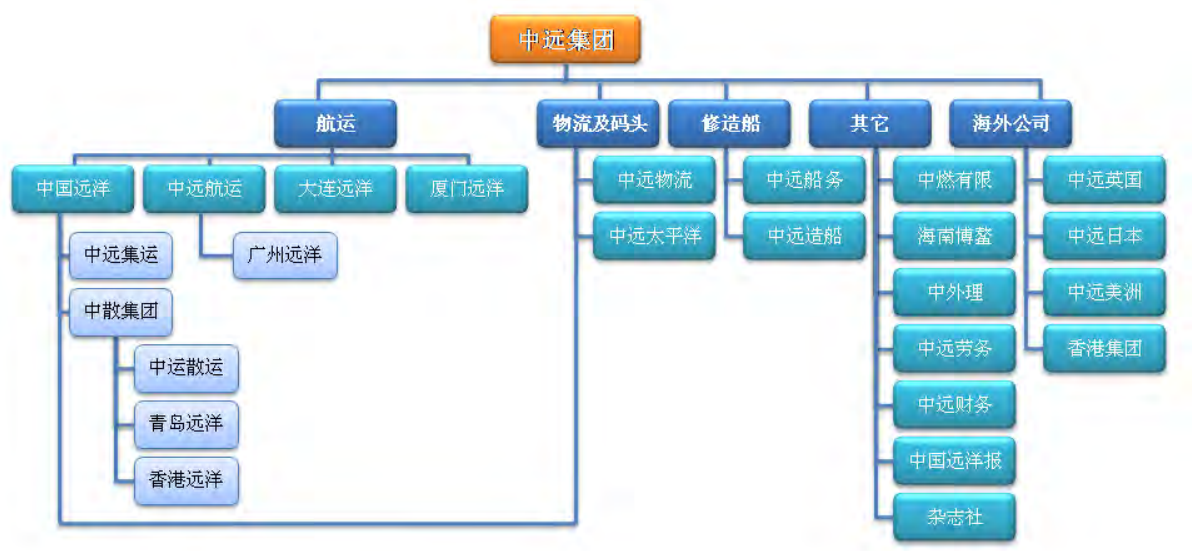 中远集团
航运
物流及码头
修造船
其它
海外公司
中国远洋
中远航运
大连远洋
厦门远洋
中远集运
广州远洋
中散集团
中运散运
青岛远洋
香港远洋
中远物流
中远太平洋
中远船务
中远造船
中燃有限
海南博鳌
中外理
中远劳务
中远财务
中国远洋报
杂志社
中远英国
中远日本
中远美洲
香港集团